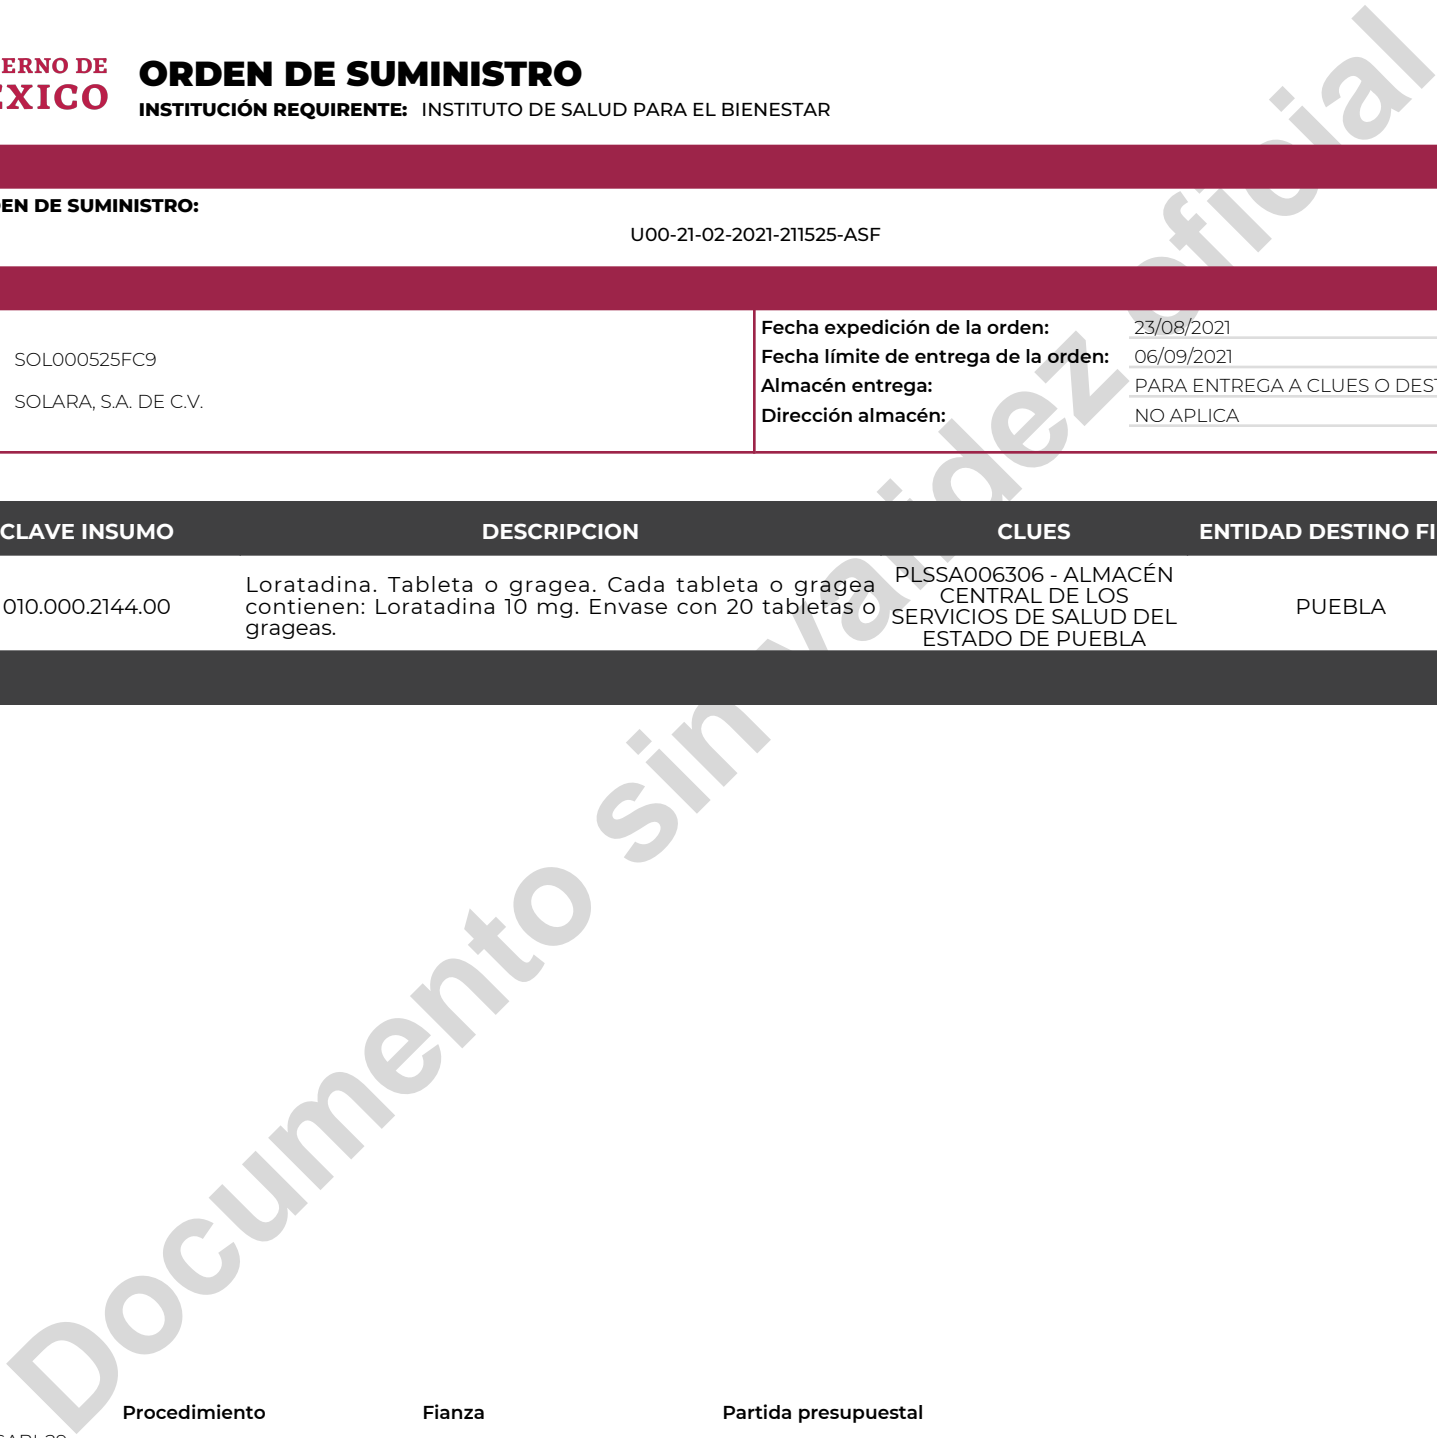 ERNO DE
EXICO
ORDEN DE SUMINISTRO
INSTITUCIÓN REQUIRENTE: INSTITUTO DE SALUD PARA EL BIENESTAR
EN DE SUMINISTRO:
U00-21-02-2021-211525-ASF
SOL000525FC9
SOLARA, S.A. DE C.V.
Fecha expedición de la orden: 23/08/2021
Fecha límite de entrega de la orden: 06/09/2021
Almacén entrega: PARA ENTREGA A CLUES O DEST
Dirección almacén: NO APLICA
CLAVE INSUMO DESCRIPCION CLUES ENTIDAD DESTINO FI
010.000.2144.00
Loratadina. Tableta o gragea. Cada tableta o gragea
contienen: Loratadina 10 mg. Envase con 20 tabletas o
grageas.
PLSSA006306 - ALMACÉN
CENTRAL DE LOS
SERVICIOS DE SALUD DEL
ESTADO DE PUEBLA
PUEBLA
Documento sin validez oficial
Procedimiento Fianza Partida presupuestal